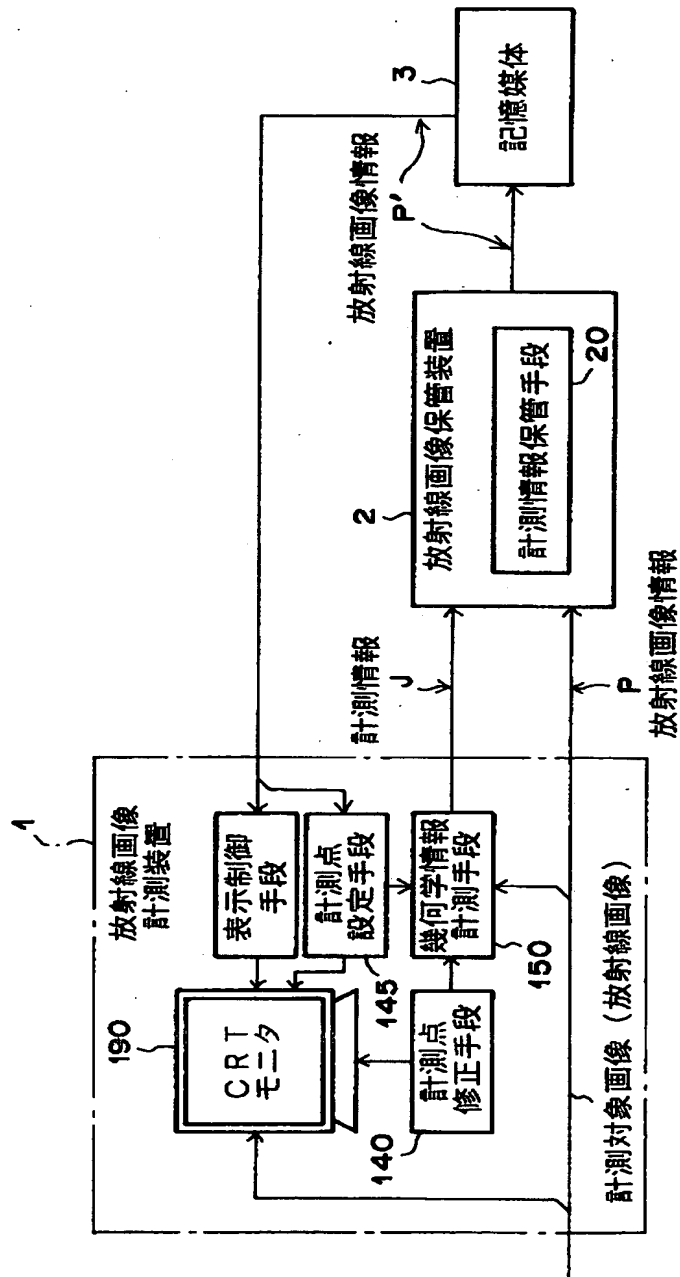 1
放射線画像
計測装置
190
CRT
モニタ
表示制御
手段
計測点
設定手段
145
140
計測点
修正手段
幾何学情報
計測手段
150
計測対象画像（放射線画像）
計測情報
J
P
放射線画像情報
2
放射線画像保管装置
計測情報保管手段
20
放射線画像情報
P'
3
記憶媒体